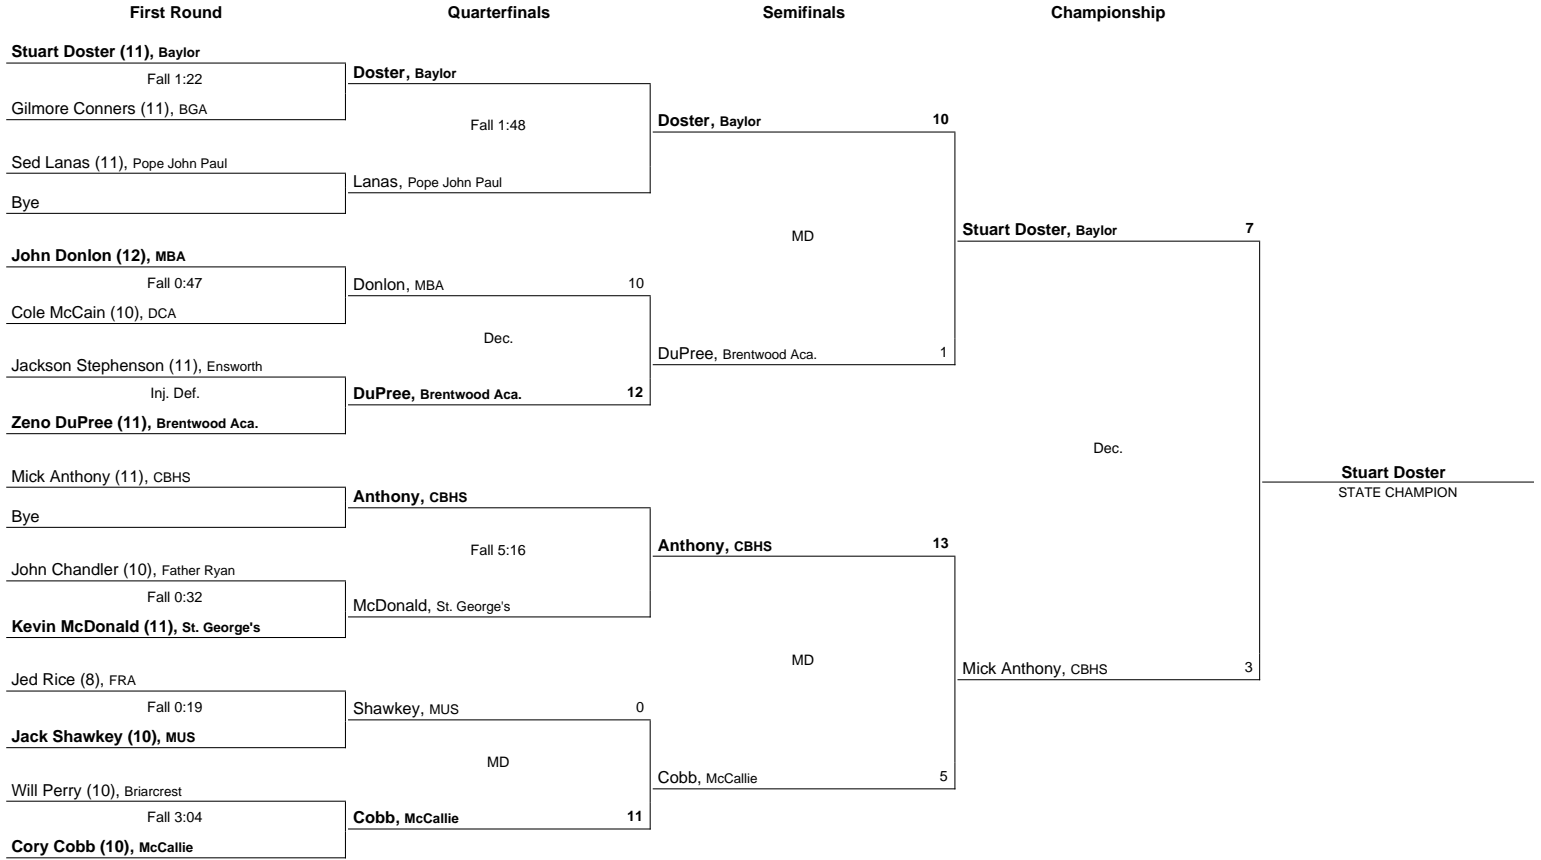 First Round Quarterfinals Semifinals Championship
Stuart Doster (11), Baylor
Fall 1:22
Gilmore Conners (11), BGA
Sed Lanas (11), Pope John Paul
Bye
John Donlon (12), MBA
Fall 0:47
Cole McCain (10), DCA
Jackson Stephenson (11), Ensworth
Inj. Def.
Zeno DuPree (11), Brentwood Aca.
Mick Anthony (11), CBHS
Bye
John Chandler (10), Father Ryan
Fall 0:32
Kevin McDonald (11), St. George's
Jed Rice (8), FRA
Fall 0:19
Jack Shawkey (10), MUS
Will Perry (10), Briarcrest
Fall 3:04
Cory Cobb (10), McCallie
Doster, Baylor
Fall 1:48
Lanas, Pope John Paul
Donlon, MBA 10
Dec.
DuPree, Brentwood Aca. 12
Anthony, CBHS
Fall 5:16
McDonald, St. George's
Shawkey, MUS 0
MD
Cobb, McCallie 11
Doster, Baylor 10
MD
DuPree, Brentwood Aca. 1
Anthony, CBHS 13
MD
Cobb, McCallie 5
Stuart Doster, Baylor 7
Dec.
Mick Anthony, CBHS 3
Stuart Doster
STATE CHAMPION